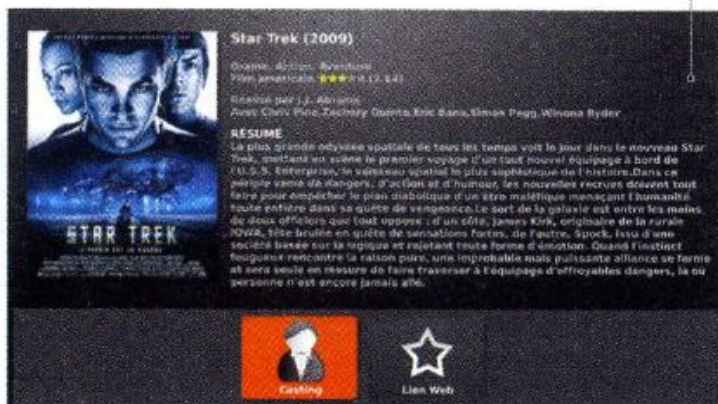 Star Trek (2009)
Drame, Action, Aventure
Film americaine
Réalisé par J.J. Abrams
Avec Chris Pine,Zachary Quinto,Eric Bana,Simon Pegg,Winona Ryder
RÉSUMÉ
La plus grande odyssée spatiale de tous les temps voit le jour dans le nouveau Star
Trek, mettant en scène le premier voyage d'un tout nouvel équipage à bord de
l'U.S.S. Enterprise, le vaisseau spatial le plus sophistiqué de l'histoire.Dans ce
périple semé de dangers, d'action et d'humour, les nouvelles recrues doivent tout
faire pour empêcher le plan diabolique d'un être maléfique menaçant l'humanité
toute entière dans sa quête de vengeance.Le sort de la galaxie est entre les mains
de deux officiers que tout oppose : d'un côté, James Kirk, originaire de la rurale
IOWA, tête brûlée en quête de sensations fortes, de l'autre, Spock, issu d'une
société basée sur la logique et rejetant toute forme d'émotion. Quand l'instinct
fougueux rencontre la raison pure, une improbable mais puissante alliance se forme
et sera seule en mesure de faire traverser à l'équipage d'effroyables dangers, là où
personne n'est encore jamais allé.
STAR TREK
Casting
Lien Web